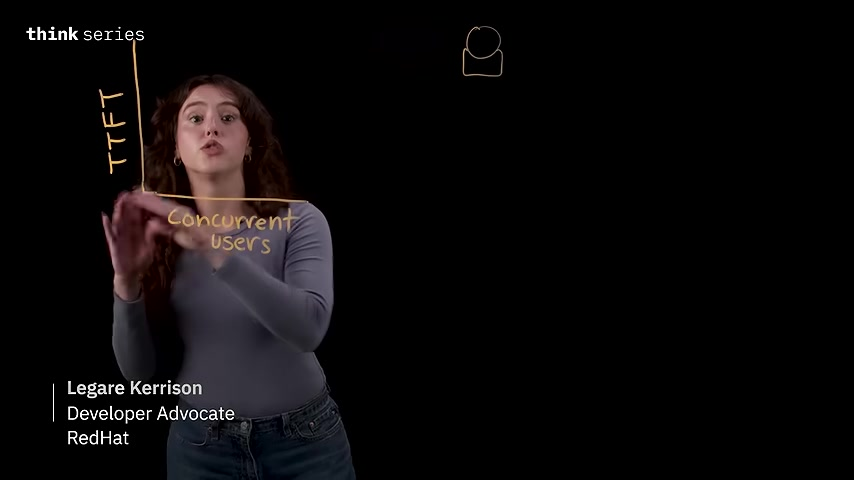 think series
TTFT
Concurrent
users
Legare Kerrison
Developer Advocate
RedHat